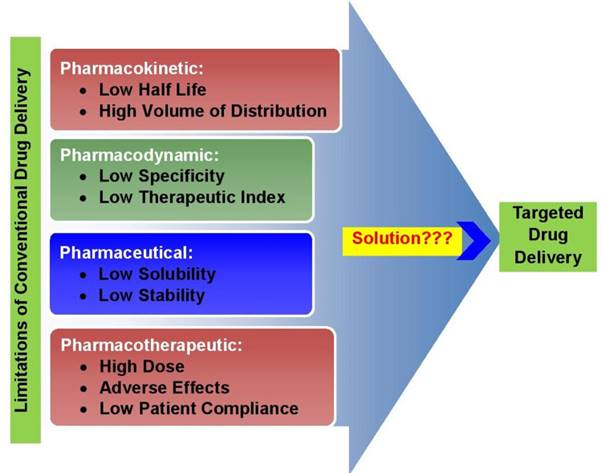 Limitations of Conventional Drug Delivery
Pharmacokinetic:
• Low Half Life
• High Volume of Distribution
Pharmacodynamic:
• Low Specificity
• Low Therapeutic Index
Pharmaceutical:
• Low Solubility
• Low Stability
Pharmacotherapeutic:
• High Dose
• Adverse Effects
• Low Patient Compliance
Solution???
Targeted
Drug
Delivery